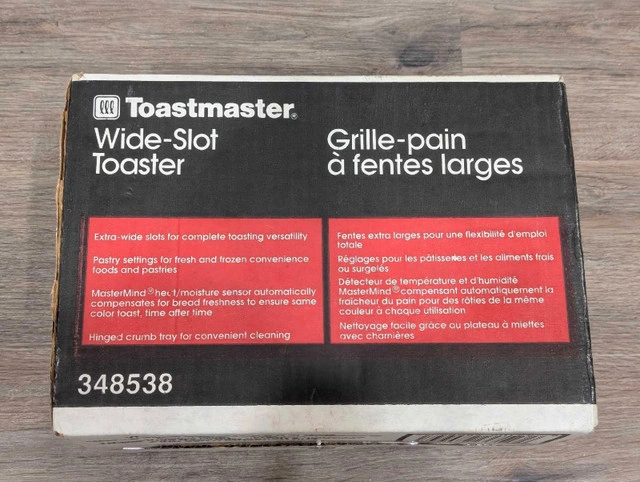 Toastmaster®
Wide-Slot
Toaster
Grille-pain
à fentes larges
Extra-wide slots for complete toasting versatility
Pastry settings for fresh and frozen convenience
foods and pastries
MasterMind® heat/moisture sensor automatically
compensates for bread freshness to ensure same
color toast, time after time
Hinged crumb tray for convenient cleaning
Fentes extra larges pour une flexibilité d'emploi
totale
Réglages pour les pâtisseries et les aliments frais
ou surgelés
Détecteur de température et d'humidité
MasterMind® compensant automatiquement la
fraîcheur du pain pour des rôties de la même
couleur à chaque utilisation
Nettoyage facile grâce au plateau à miettes
avec charnières
348538